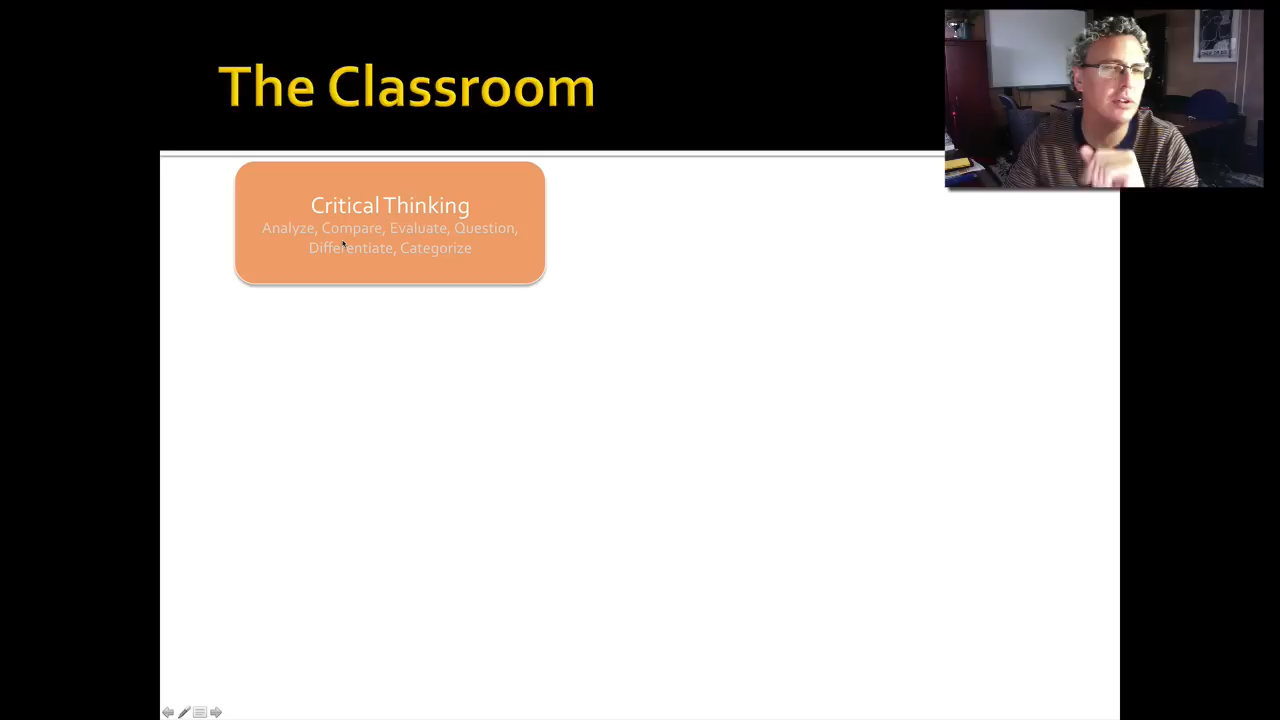 The Classroom
Critical Thinking
Analyze, Compare, Evaluate, Question,
Differentiate, Categorize